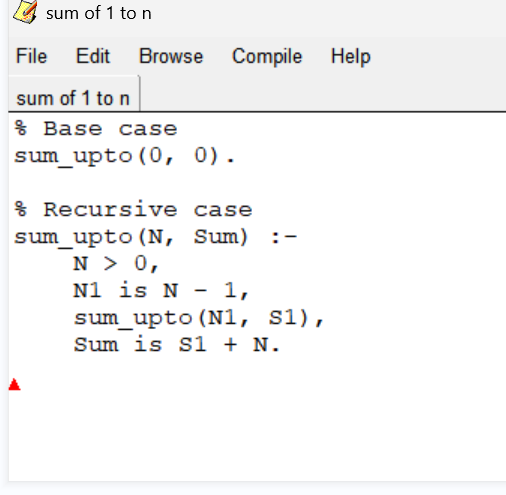 sum of 1 to n
File Edit Browse Compile Help
sum of 1 to n
% Base case
sum_upto(0, 0).
% Recursive case
sum_upto(N, Sum) :-
    N > 0,
    N1 is N - 1,
    sum_upto(N1, S1),
    Sum is S1 + N.